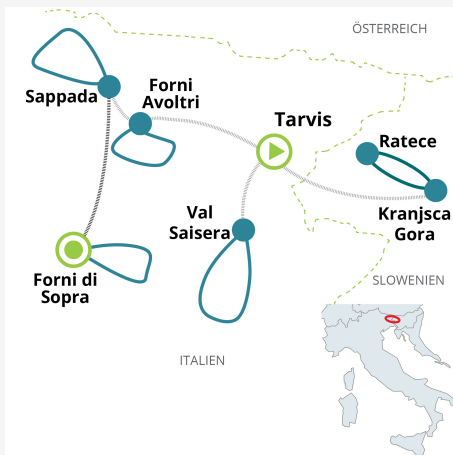 ÖSTERREICH
Forni
Avoltri
Sappada
Tarvis
Ratece
Kranjsca
Gora
Val
Saisera
Forni di
Sopra
SLOWENIEN
ITALIEN